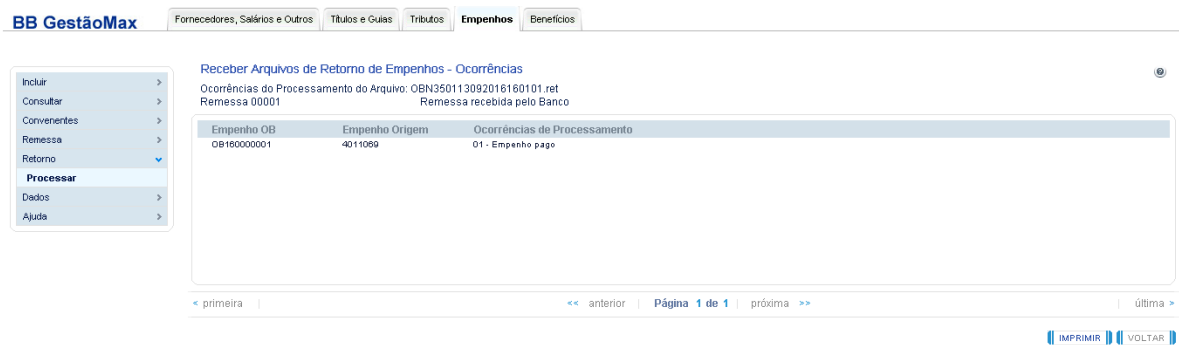 BB GestãoMax
Fornecedores, Salários e Outros Títulos e Guias Tributos Empenhos Benefícios
Incluir
Consultar
Convenentes
Remessa
Retorno
Processar
Dados
Ajuda
Receber Arquivos de Retorno de Empenhos - Ocorrências
Ocorrências do Processamento do Arquivo: OBN350113092016160101.ret
Remessa 00001 Remessa recebida pelo Banco
Empenho OB Empenho Origem Ocorréncias de Processamento
OB160000001 4011069 01 - Empenho pago
< primeira << anterior Página 1 de 1 próxima >> última >
IMPRIMIR VOLTAR